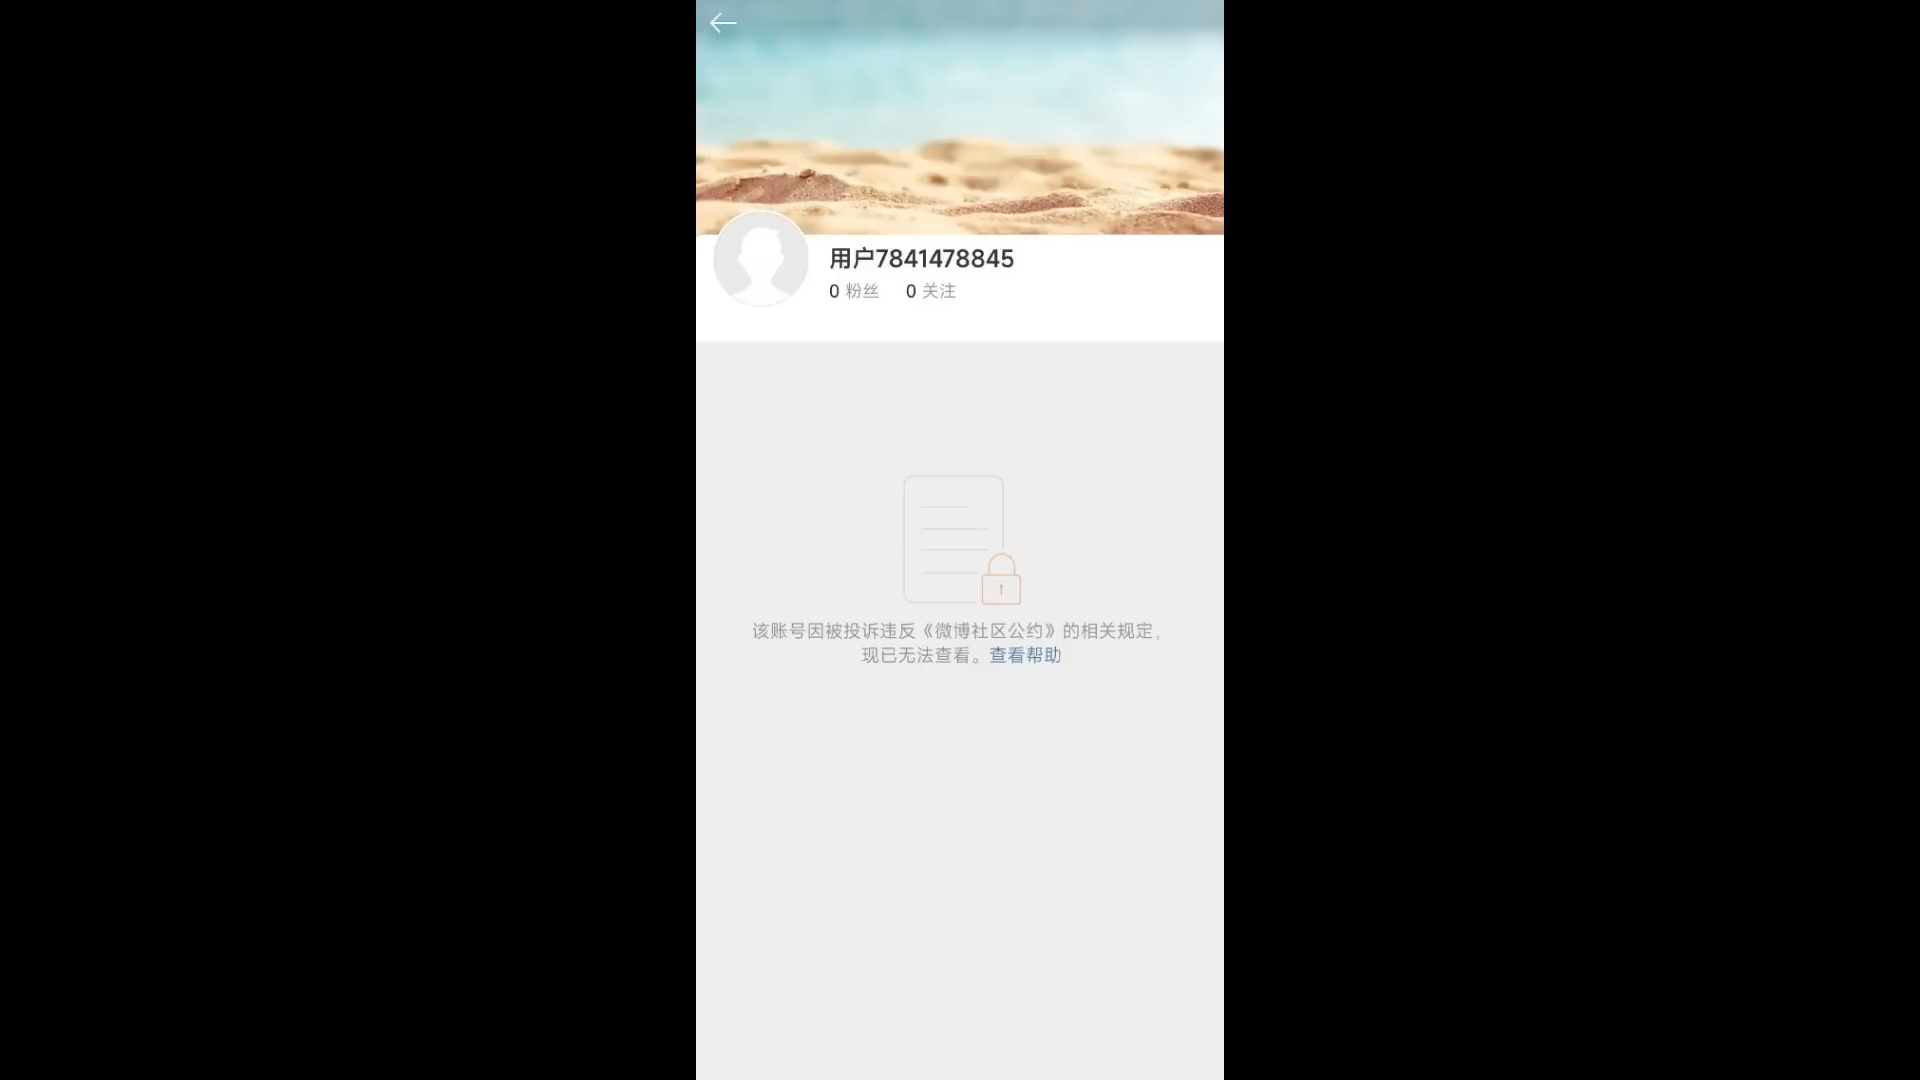 用户7841478845
0 粉丝 0 关注
该账号因被投诉违反《微博社区公约》的相关规定，
现已无法查看。查看帮助